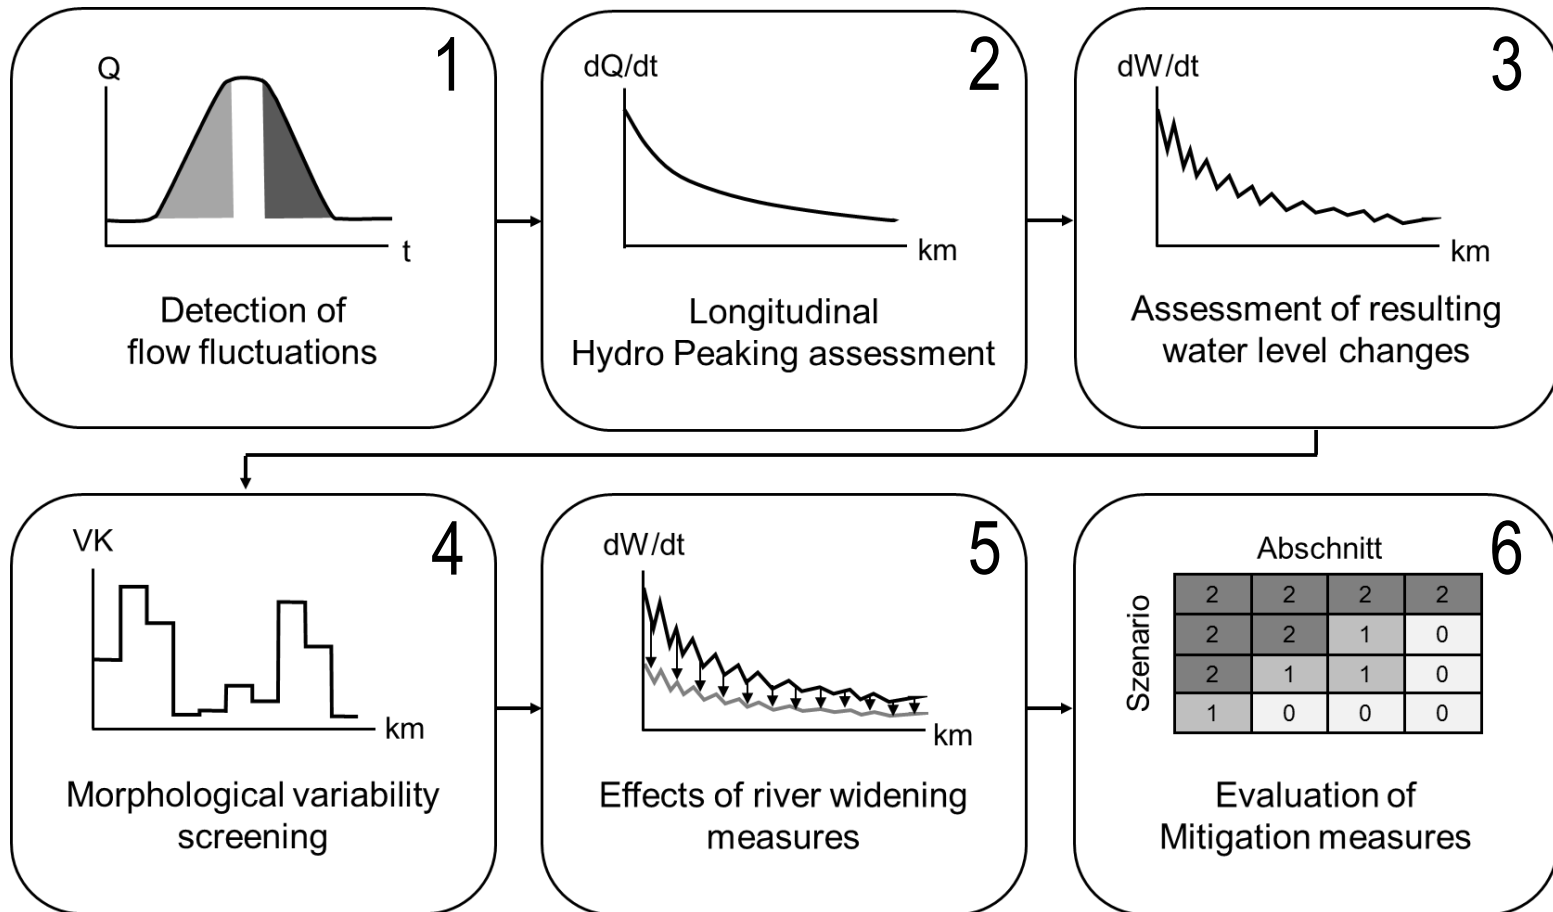 1
Q
t
Detection of
flow fluctuations
2
dQ/dt
km
Longitudinal
Hydro Peaking assessment
3
dW/dt
km
Assessment of resulting
water level changes
4
VK
km
Morphological variability
screening
5
dW/dt
km
Effects of river widening
measures
6
Abschnitt
Szenario
2 2 2 2
2 2 1 0
2 1 1 0
1 0 0 0
Evaluation of
Mitigation measures